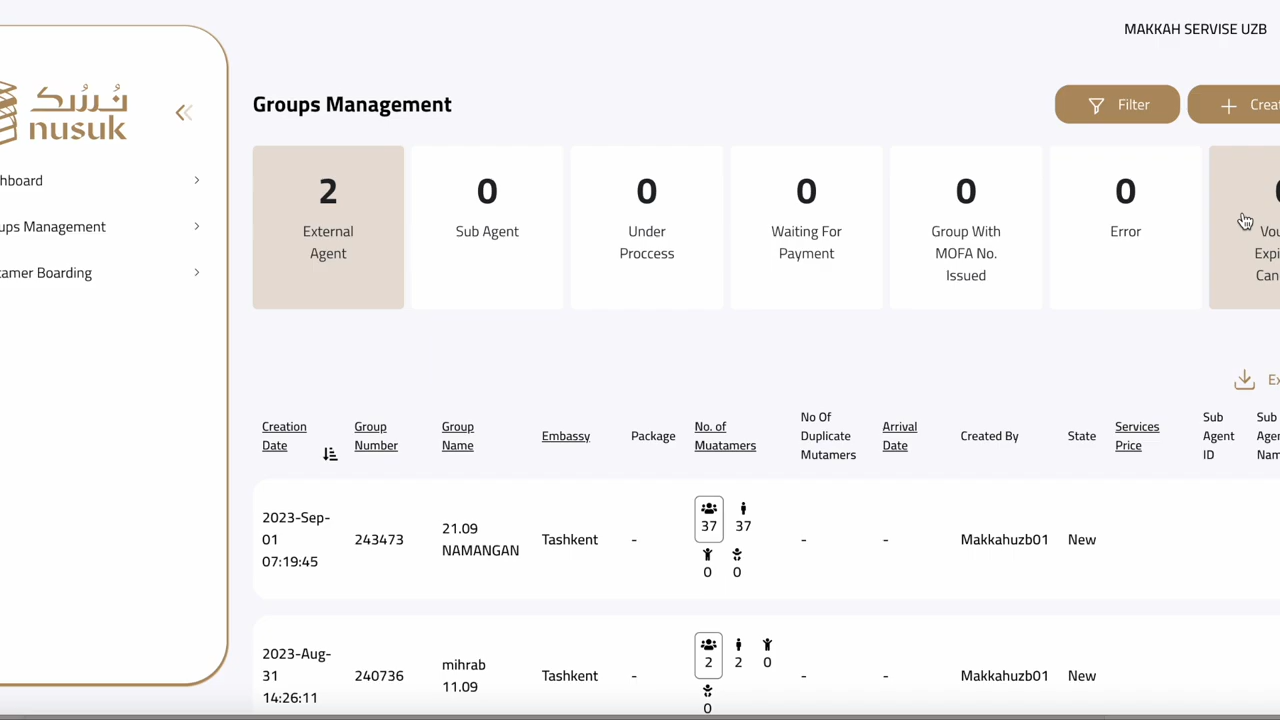 MAKKAH SERVISE UZB
نُسُك
nusuk
hboard
ups Management
tamer Boarding
Groups Management
Filter
Creat
2
External
Agent
0
Sub Agent
0
Under
Proccess
0
Waiting For
Payment
0
Group With
MOFA No.
Issued
0
Error
Vou
Expi
Can
Ex
Creation
Date
Group
Number
Group
Name
Embassy
Package
No. of
Muatamers
No Of
Duplicate
Mutamers
Arrival
Date
Created By
State
Services
Price
Sub
Agent
ID
Sub
Age
Nam
2023-Sep-
01
07:19:45
243473
21.09
NAMANGAN
Tashkent
-
37
37
0
0
-
-
Makkahuzb01
New
2023-Aug-
31
14:26:11
240736
mihrab
11.09
Tashkent
-
2
2
0
0
-
-
Makkahuzb01
New